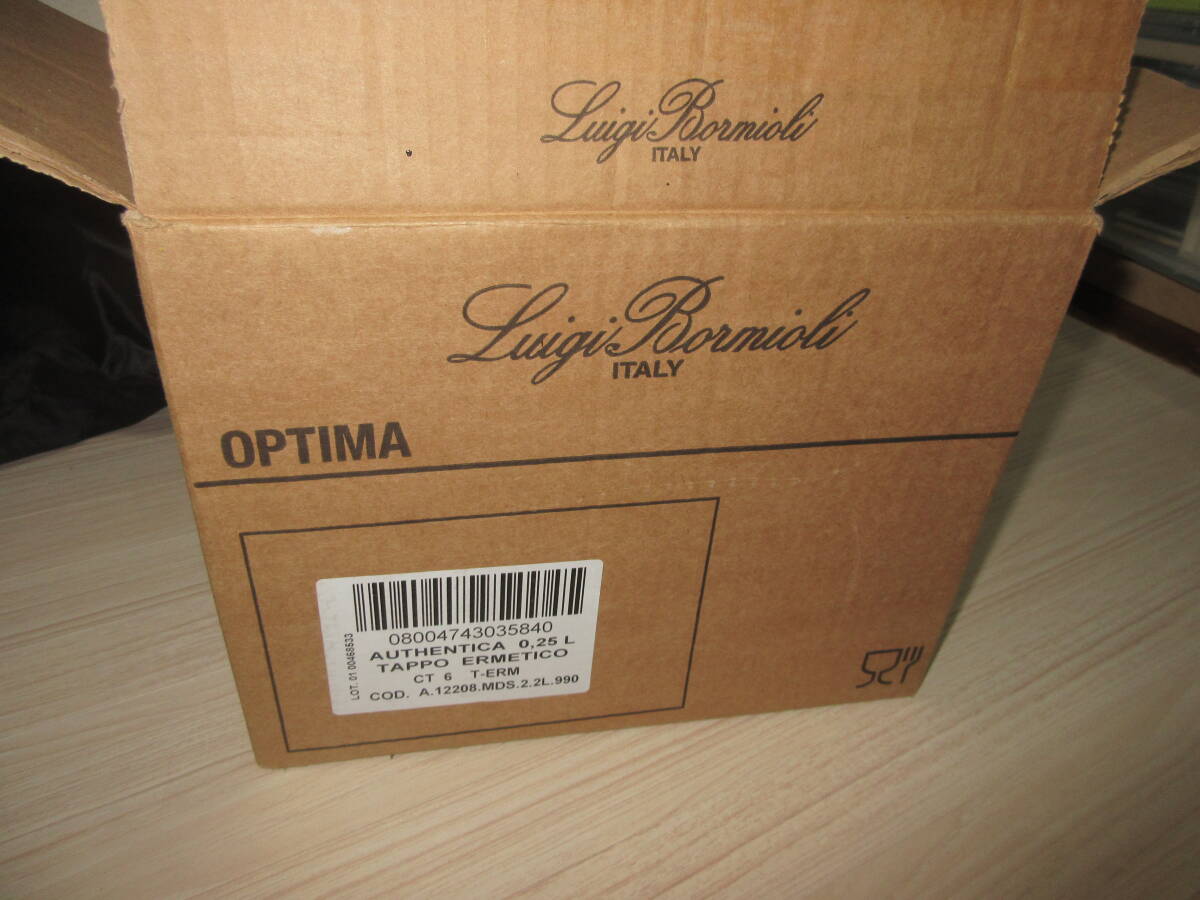 Luigi Bormioli
ITALY
Luigi Bormioli
ITALY
OPTIMA
08004743035840
AUTHENTICA 0,25 L
TAPPO ERMETICO
CT 6 T-ERM
COD. A.12208.MDS.2.2L.990
LOT. 01 00468533